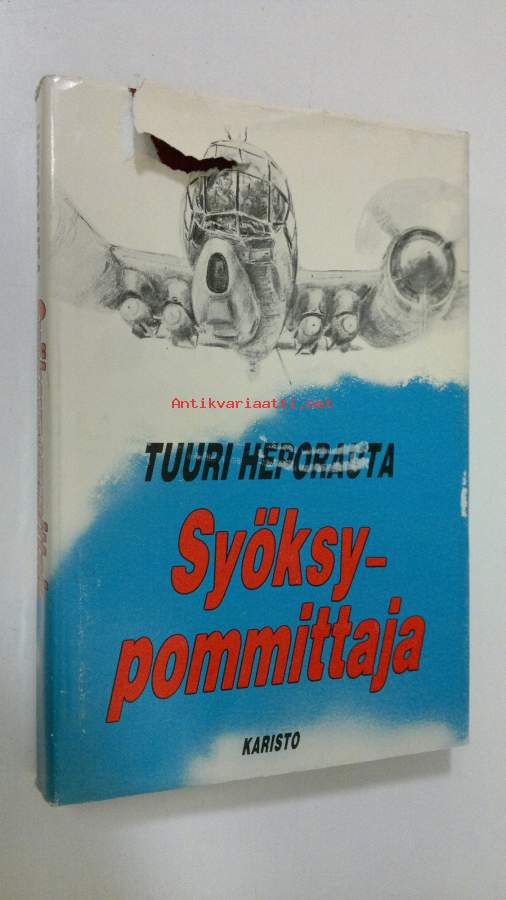 Antikvariaatti.net
TUURI HEPORAUTA
Syöksy-
pommittaja
KARISTO